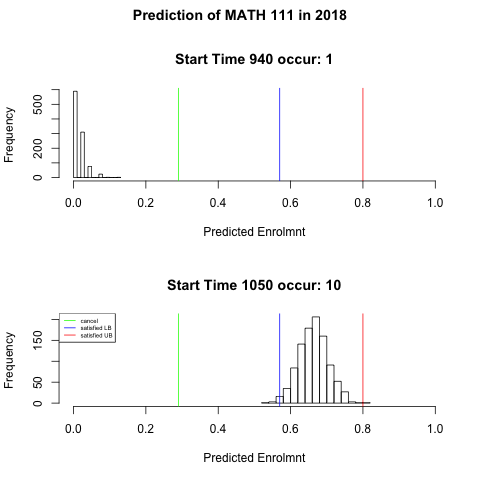 Prediction of MATH 111 in 2018
Start Time 940 occur: 1
Frequency
500
200
0
0.0 0.2 0.4 0.6 0.8 1.0
Predicted Enrolmnt
Start Time 1050 occur: 10
cancel
satisfied LB
satisfied UB
Frequency
150
50
0
0.0 0.2 0.4 0.6 0.8 1.0
Predicted Enrolmnt